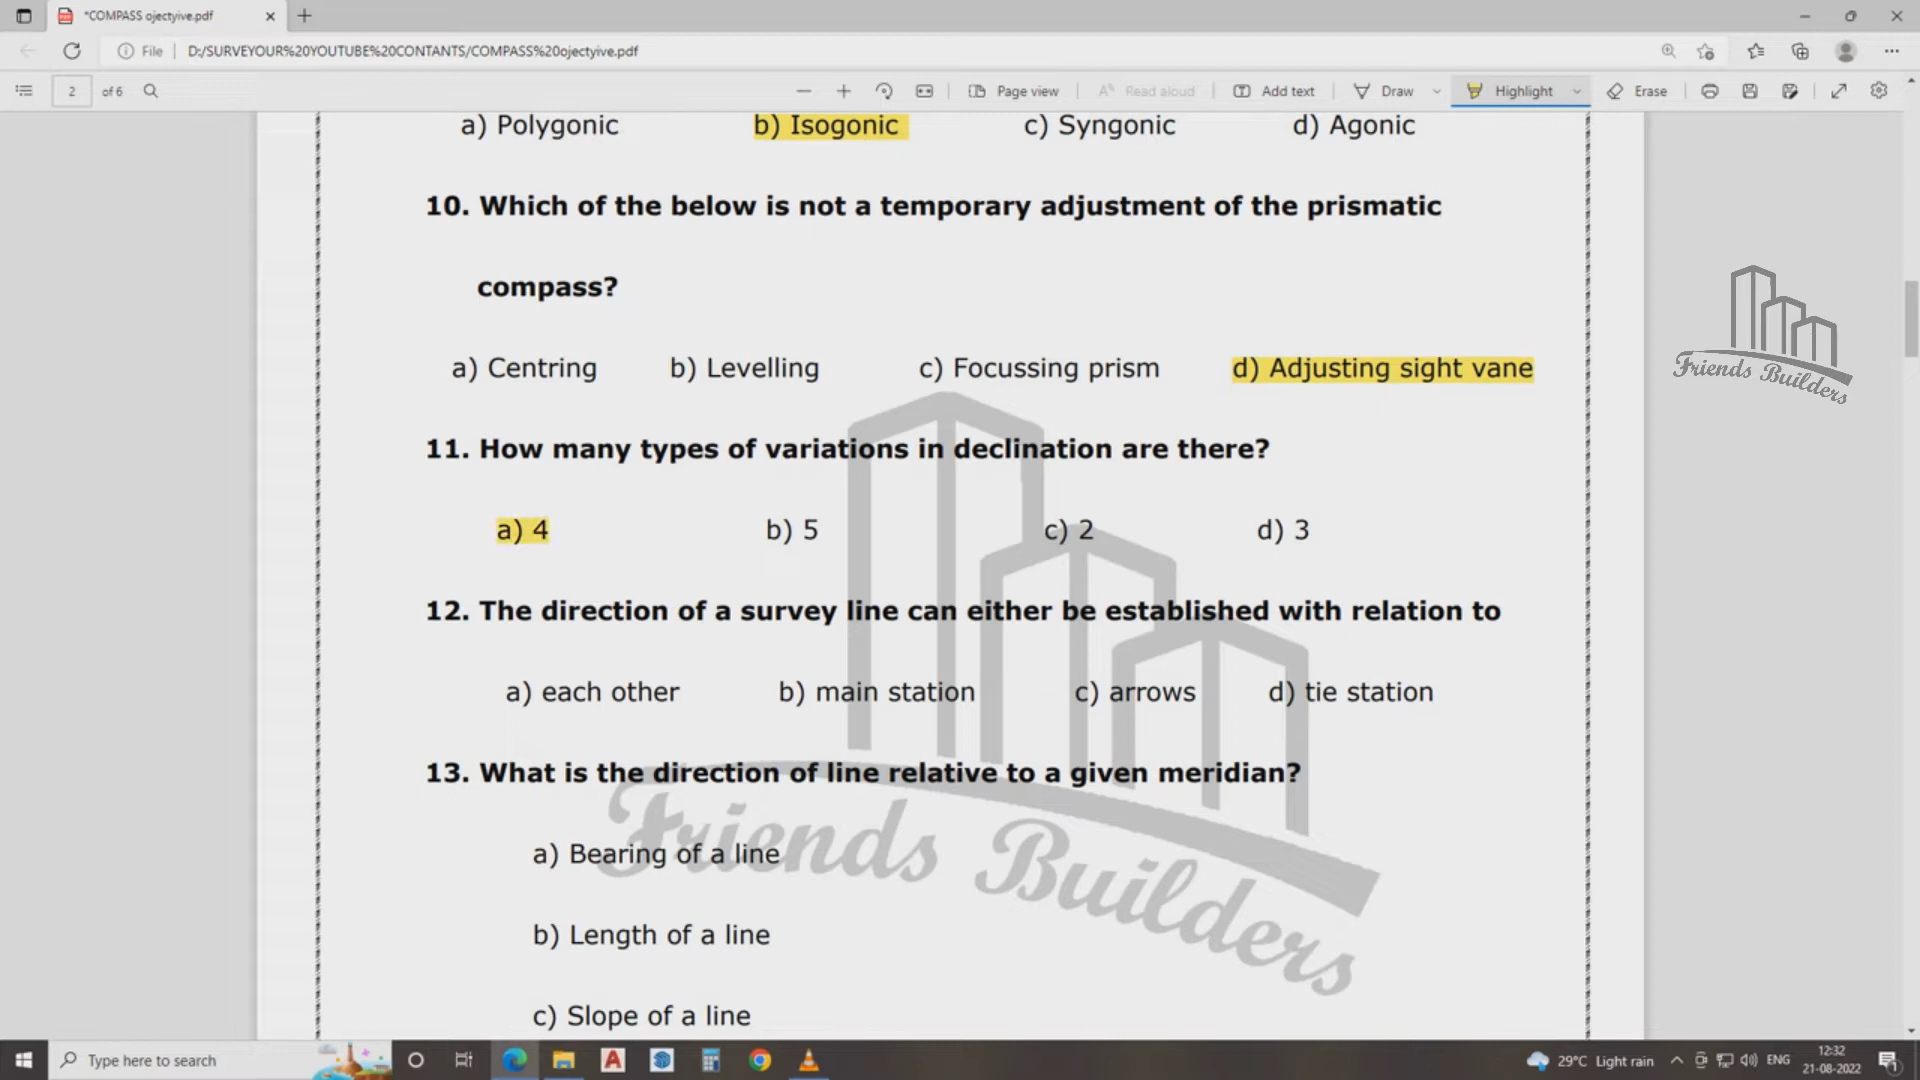 *COMPASS ojectyive.pdf
File D:/SURVEYOUR%20YOUTUBE%20CONTANTS/COMPASS%20ojectyive.pdf
2 of 6 Page view Read aloud Add text Draw Highlight Erase
a) Polygonic b) Isogonic c) Syngonic d) Agonic
10. Which of the below is not a temporary adjustment of the prismatic
compass?
a) Centring b) Levelling c) Focussing prism d) Adjusting sight vane
Friends Builders
11. How many types of variations in declination are there?
a) 4 b) 5 c) 2 d) 3
12. The direction of a survey line can either be established with relation to
a) each other b) main station c) arrows d) tie station
13. What is the direction of line relative to a given meridian?
Friends Builders
a) Bearing of a line
b) Length of a line
c) Slope of a line
Type here to search 29°C Light rain ENG 12:32
21-08-2022 1